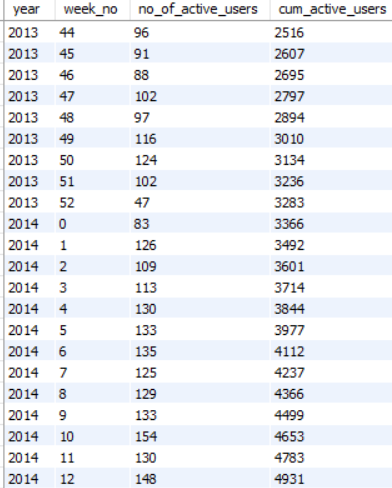 year week_no no_of_active_users cum_active_users
2013 44 96 2516
2013 45 91 2607
2013 46 88 2695
2013 47 102 2797
2013 48 97 2894
2013 49 116 3010
2013 50 124 3134
2013 51 102 3236
2013 52 47 3283
2014 0 83 3366
2014 1 126 3492
2014 2 109 3601
2014 3 113 3714
2014 4 130 3844
2014 5 133 3977
2014 6 135 4112
2014 7 125 4237
2014 8 129 4366
2014 9 133 4499
2014 10 154 4653
2014 11 130 4783
2014 12 148 4931